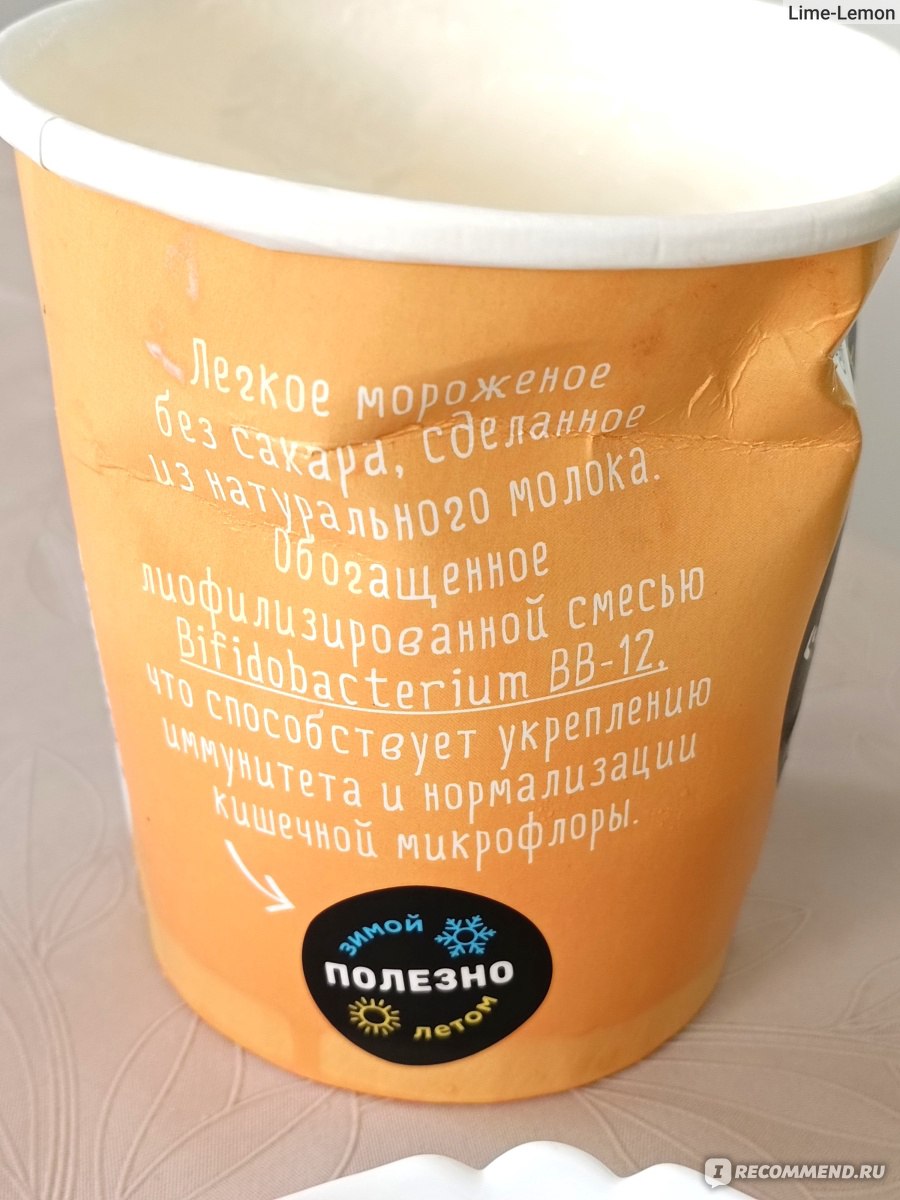 Lime-Lemon
Легкое мороженое
без сахара, сделанное
из натурального молока.
Обогащенное
лиофилизированной смесью
Bifidobacterium BB-12,
что способствует укреплению
иммунитета и нормализации
кишечной микрофлоры.
зимой
ПОЛЕЗНО
летом
IRECOMMEND.RU